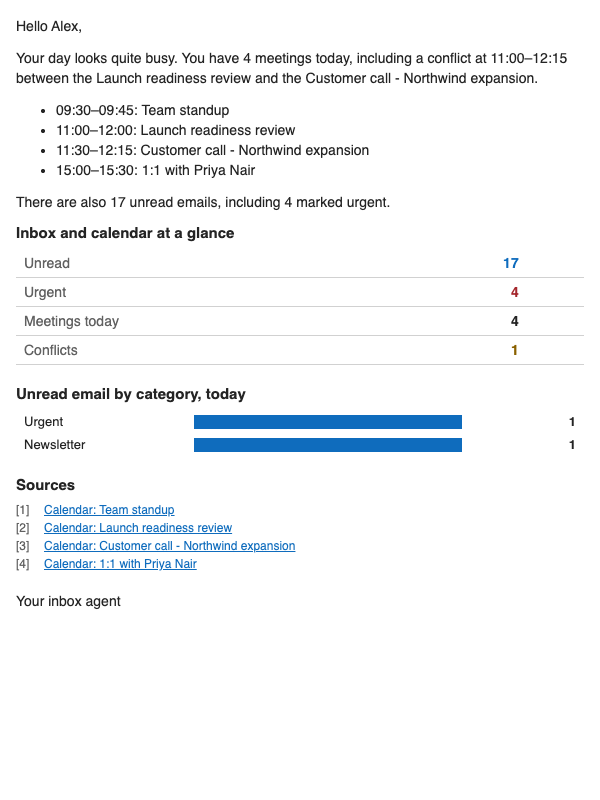 Hello Alex,
Your day looks quite busy. You have 4 meetings today, including a conflict at 11:00–12:15
between the Launch readiness review and the Customer call - Northwind expansion.
• 09:30–09:45: Team standup
• 11:00–12:00: Launch readiness review
• 11:30–12:15: Customer call - Northwind expansion
• 15:00–15:30: 1:1 with Priya Nair
There are also 17 unread emails, including 4 marked urgent.
Inbox and calendar at a glance
Unread 17
Urgent 4
Meetings today 4
Conflicts 1
Unread email by category, today
Urgent 1
Newsletter 1
Sources
[1] Calendar: Team standup
[2] Calendar: Launch readiness review
[3] Calendar: Customer call - Northwind expansion
[4] Calendar: 1:1 with Priya Nair
Your inbox agent